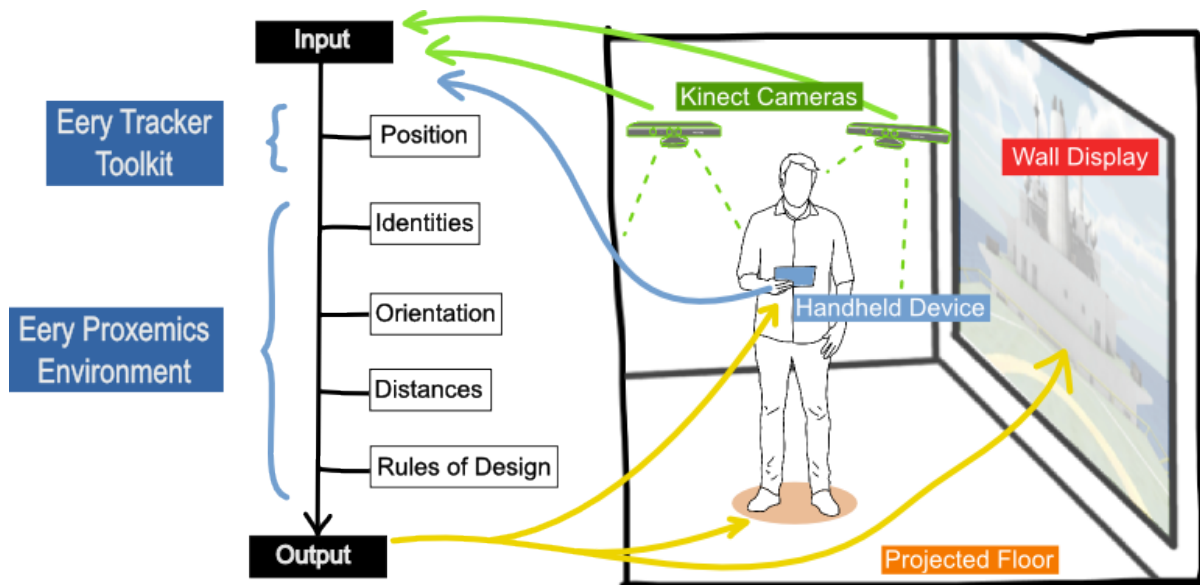 Input
Eery Tracker
Toolkit
Position
Identities
Eery Proxemics
Environment
Orientation
Distances
Rules of Design
Output
Kinect Cameras
Wall Display
Handheld Device
Projected Floor